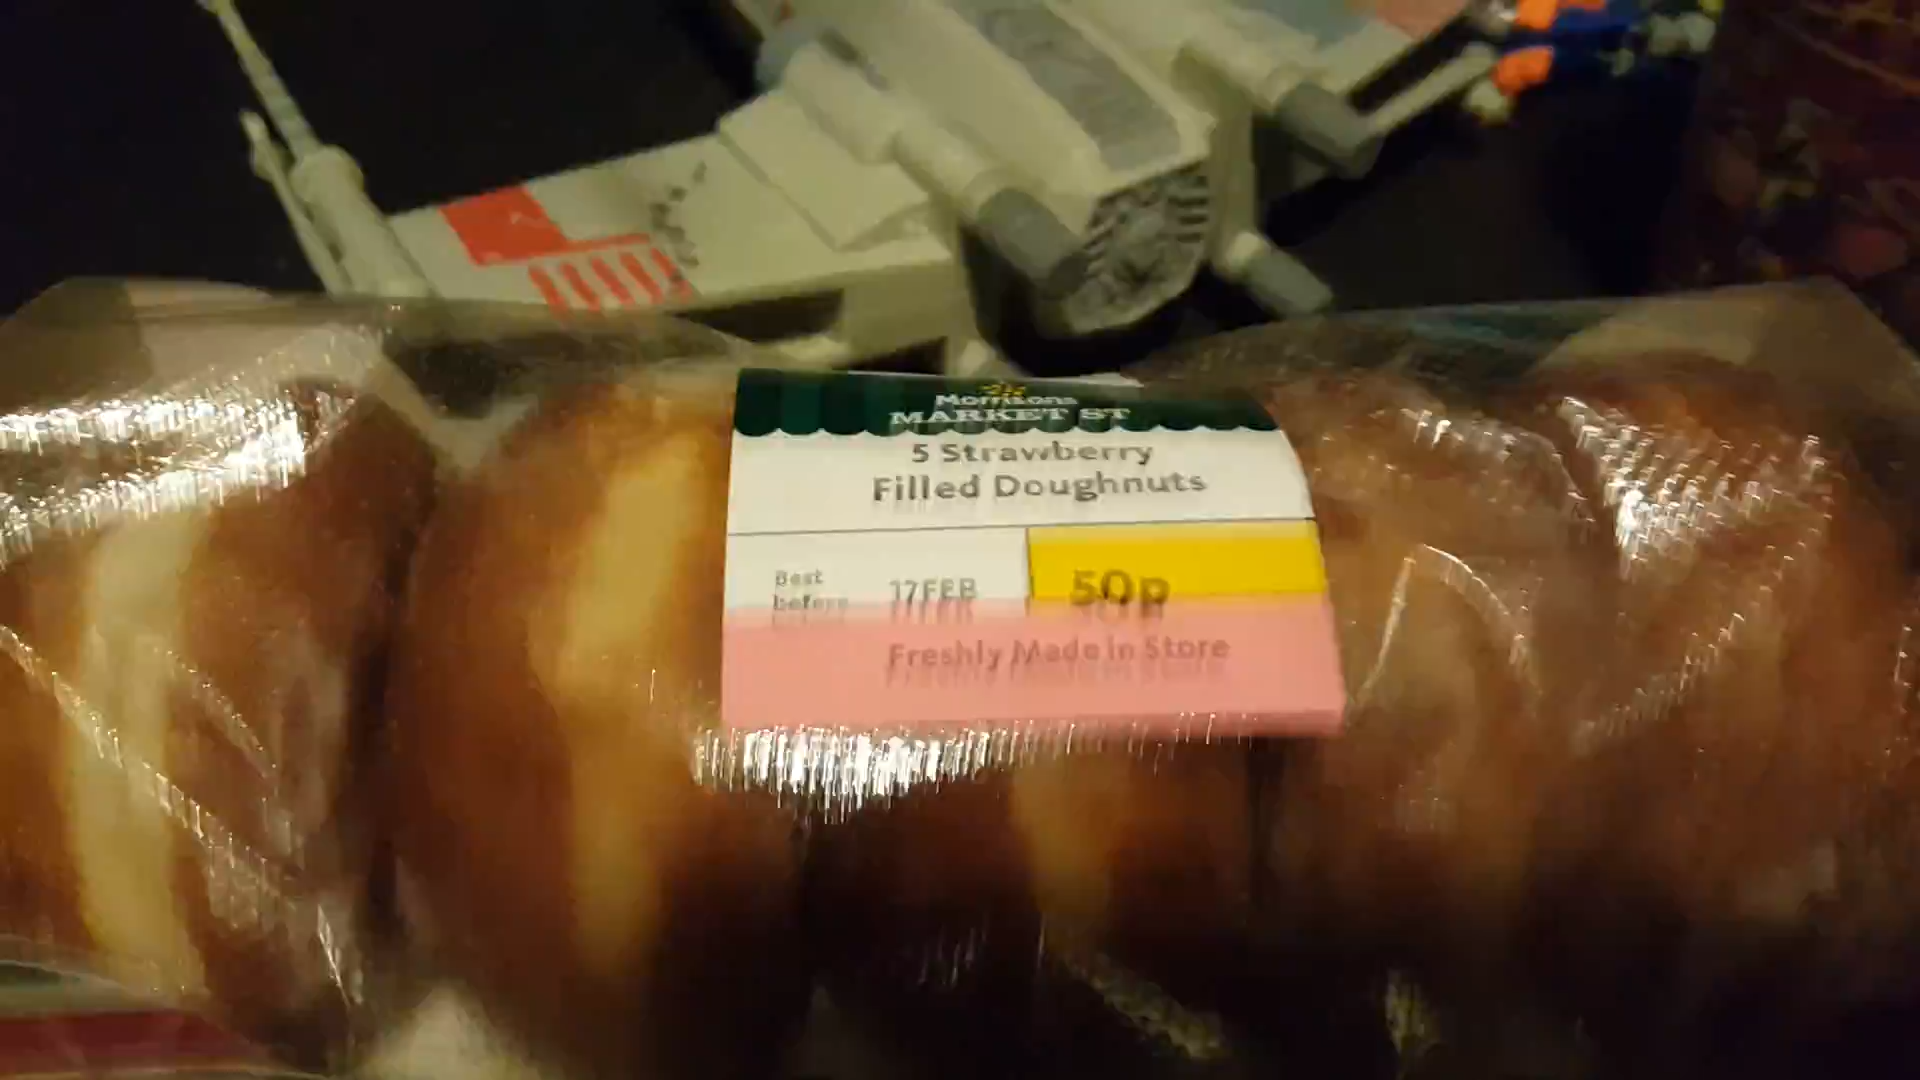 Morrisons
MARKET ST
5 Strawberry
Filled Doughnuts
Best
before
17FEB
50p
Freshly Made in Store